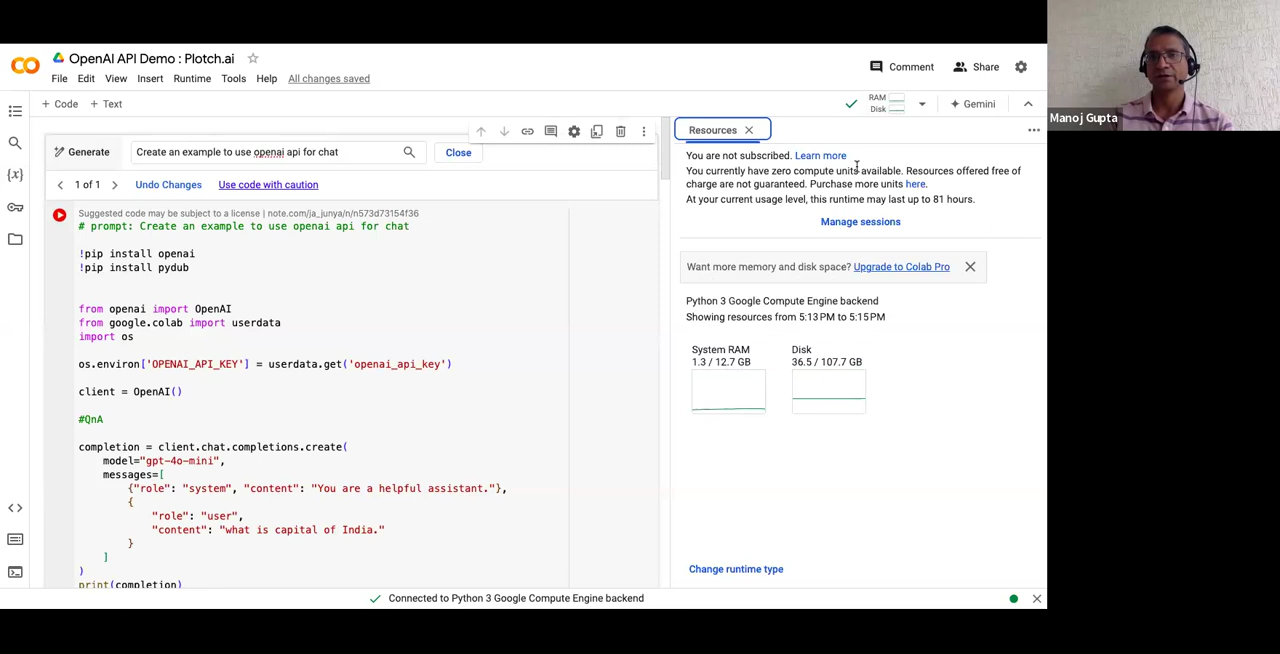 OpenAI API Demo : Plotch.ai
File Edit View Insert Runtime Tools Help All changes saved
Comment Share
+ Code + Text
RAM
Disk
Gemini
Generate
Create an example to use openai api for chat
Close
1 of 1
Undo Changes
Use code with caution
Suggested code may be subject to a license | note.com/ja_junya/n/n573d73154f36
# prompt: Create an example to use openai api for chat
!pip install openai
!pip install pydub
from openai import OpenAI
from google.colab import userdata
import os
os.environ['OPENAI_API_KEY'] = userdata.get('openai_api_key')
client = OpenAI()
#QnA
completion = client.chat.completions.create(
model="gpt-4o-mini",
messages=[
{"role": "system", "content": "You are a helpful assistant."},
{
"role": "user",
"content": "what is capital of India."
}
]
)
print(completion)
Resources
You are not subscribed. Learn more
You currently have zero compute units available. Resources offered free of
charge are not guaranteed. Purchase more units here.
At your current usage level, this runtime may last up to 81 hours.
Manage sessions
Want more memory and disk space? Upgrade to Colab Pro
Python 3 Google Compute Engine backend
Showing resources from 5:13 PM to 5:15 PM
System RAM
1.3 / 12.7 GB
Disk
36.5 / 107.7 GB
Change runtime type
Connected to Python 3 Google Compute Engine backend
Manoj Gupta